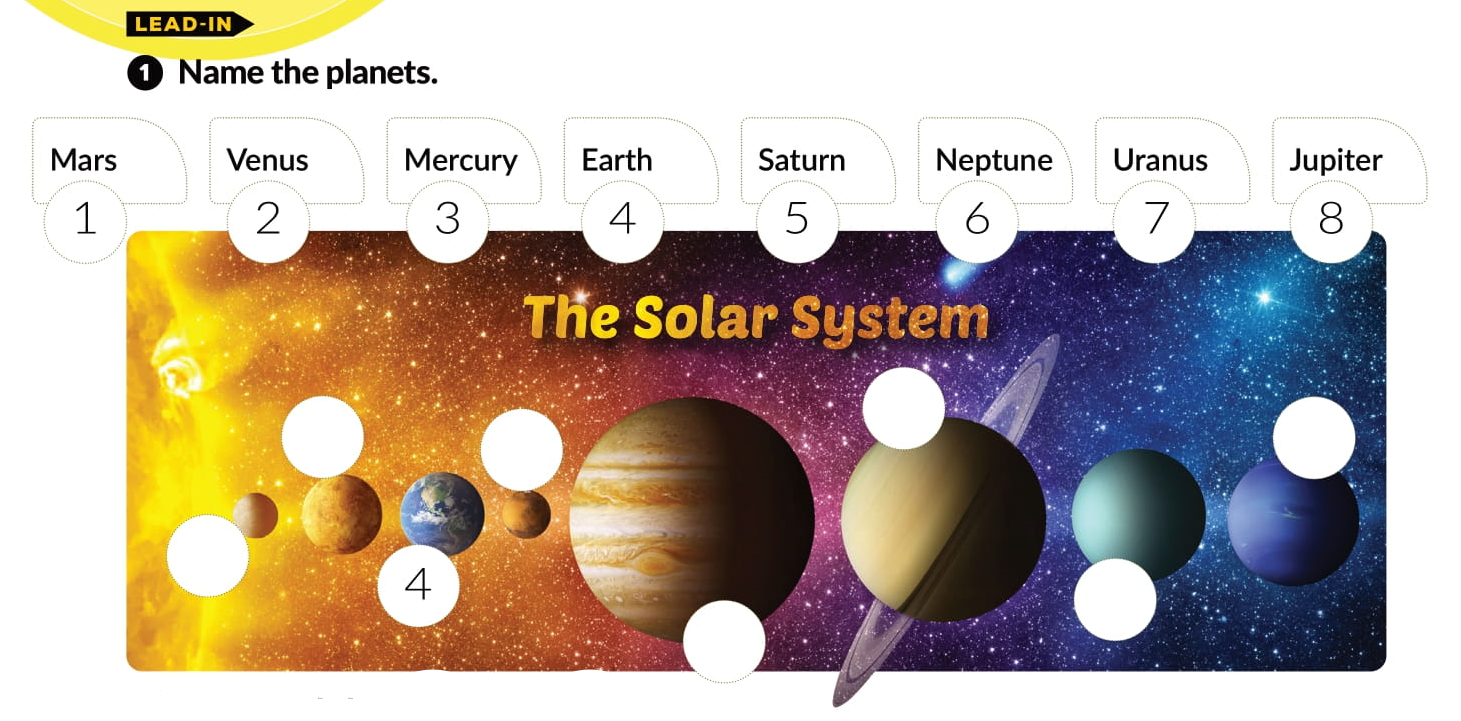 LEAD-IN
1 Name the planets.
Mars Venus Mercury Earth Saturn Neptune Uranus Jupiter
1 2 3 4 5 6 7 8
The Solar System
4